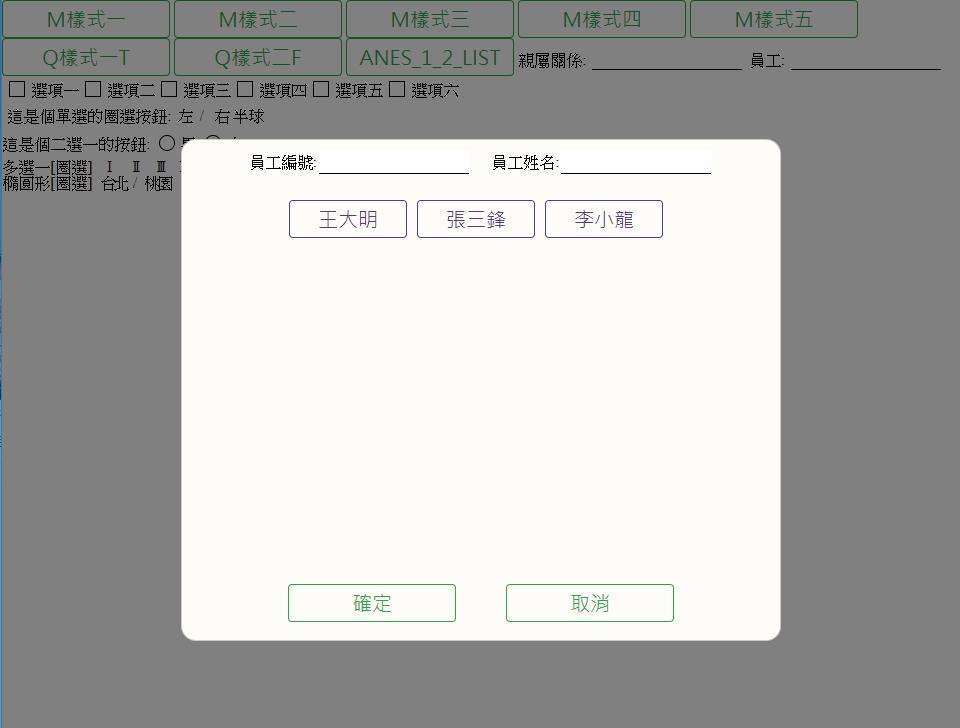 M樣式一 M樣式二 M樣式三 M樣式四 M樣式五
Q樣式一T Q樣式二F ANES_1_2_LIST 親屬關係: 員工:
選項一 選項二 選項三 選項四 選項五 選項六
這是個單選的圈選按鈕: 左 / 右半球
這是個二選一的按鈕:
多選一[圈選] Ⅰ Ⅱ Ⅲ
橢圓形[圈選] 台北 / 桃園
員工編號: 員工姓名:
王大明 張三鋒 李小龍
確定 取消